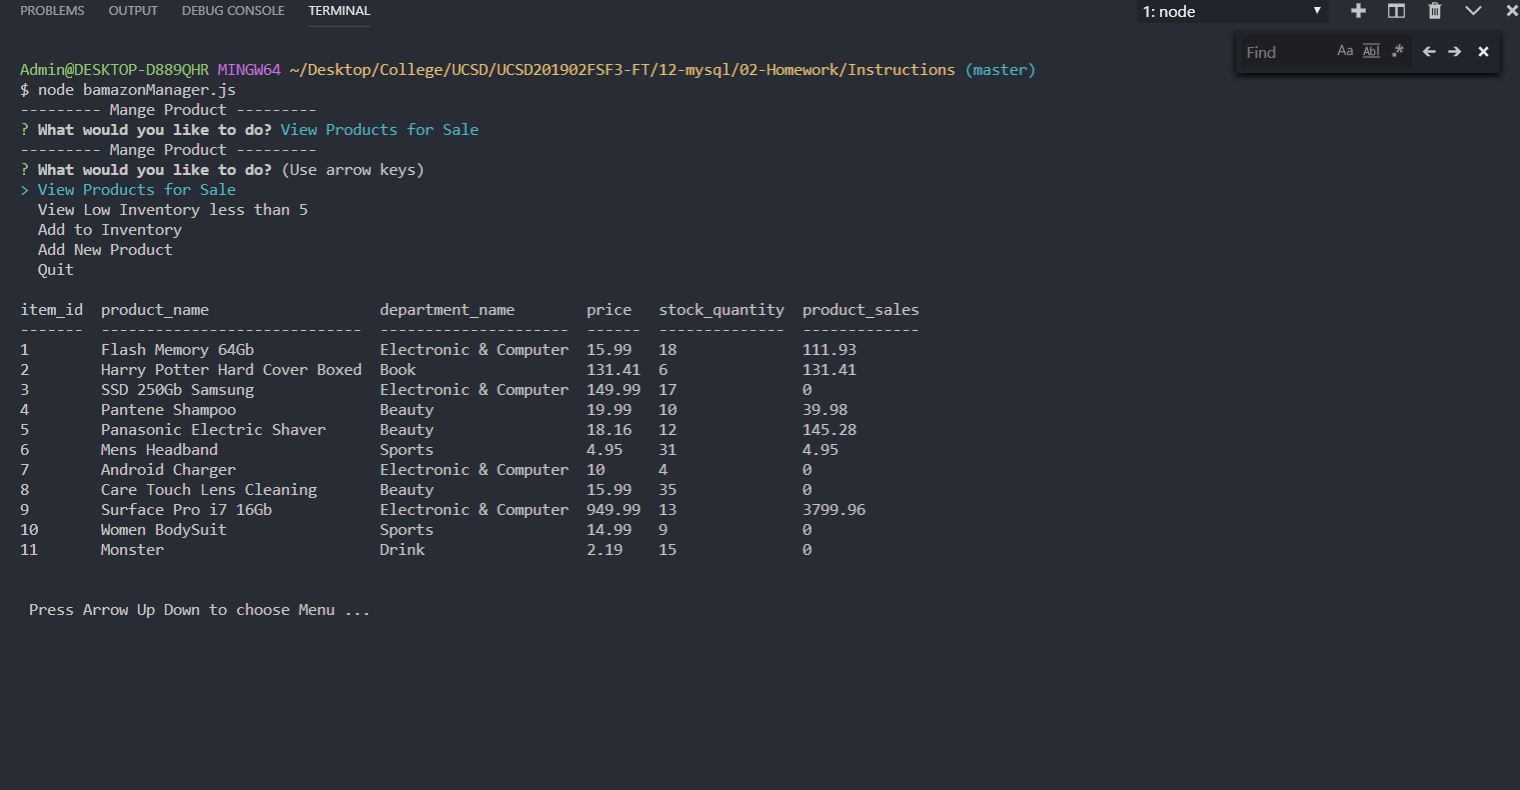 PROBLEMS OUTPUT DEBUG CONSOLE TERMINAL 1: node
Find Aa Abl .*
Admin@DESKTOP-D889QHR MINGW64 ~/Desktop/College/UCSD/UCSD201902FSF3-FT/12-mysql/02-Homework/Instructions (master)
$ node bamazonManager.js
--------- Mange Product ---------
? What would you like to do? View Products for Sale
--------- Mange Product ---------
? What would you like to do? (Use arrow keys)
> View Products for Sale
  View Low Inventory less than 5
  Add to Inventory
  Add New Product
  Quit
item_id  product_name                   department_name        price   stock_quantity  product_sales
-------  -----------------------------  ---------------------  ------  --------------  -------------
1        Flash Memory 64Gb              Electronic & Computer  15.99   18              111.93
2        Harry Potter Hard Cover Boxed  Book                   131.41  6               131.41
3        SSD 250Gb Samsung              Electronic & Computer  149.99  17              0
4        Pantene Shampoo                Beauty                 19.99   10              39.98
5        Panasonic Electric Shaver      Beauty                 18.16   12              145.28
6        Mens Headband                  Sports                 4.95    31              4.95
7        Android Charger                Electronic & Computer  10      4               0
8        Care Touch Lens Cleaning       Beauty                 15.99   35              0
9        Surface Pro i7 16Gb            Electronic & Computer  949.99  13              3799.96
10       Women BodySuit                 Sports                 14.99   9               0
11       Monster                        Drink                  2.19    15              0
 Press Arrow Up Down to choose Menu ...